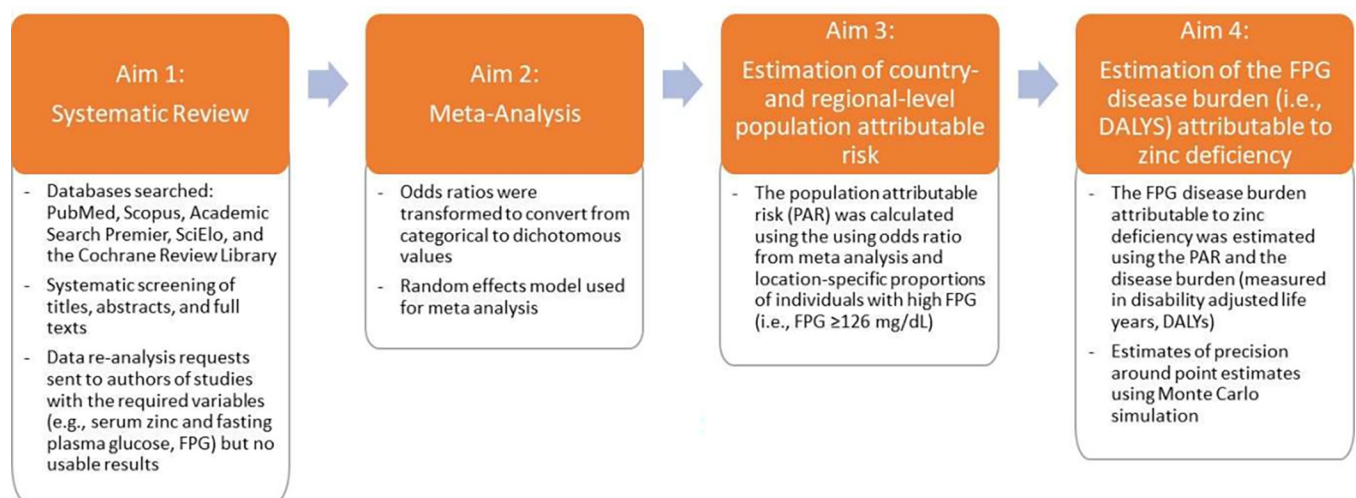 Aim 1:
Systematic Review
- Databases searched:
PubMed, Scopus, Academic
Search Premier, SciElo, and
the Cochrane Review Library
- Systematic screening of
titles, abstracts, and full
texts
- Data re-analysis requests
sent to authors of studies
with the required variables
(e.g., serum zinc and fasting
plasma glucose, FPG) but no
usable results
Aim 2:
Meta-Analysis
- Odds ratios were
transformed to convert from
categorical to dichotomous
values
- Random effects model used
for meta analysis
Aim 3:
Estimation of country-
and regional-level
population attributable
risk
- The population attributable
risk (PAR) was calculated
using the using odds ratio
from meta analysis and
location-specific proportions
of individuals with high FPG
(i.e., FPG ≥126 mg/dL)
Aim 4:
Estimation of the FPG
disease burden (i.e.,
DALYS) attributable to
zinc deficiency
- The FPG disease burden
attributable to zinc
deficiency was estimated
using the PAR and the
disease burden (measured
in disability adjusted life
years, DALYs)
- Estimates of precision
around point estimates
using Monte Carlo
simulation